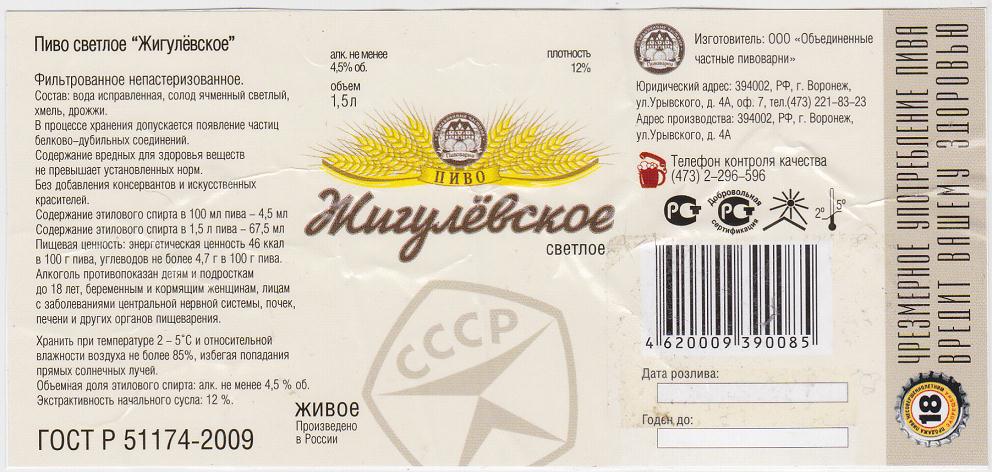 Пиво светлое “Жигулёвское”
Фильтрованное непастеризованное.
Состав: вода исправленная, солод ячменный светлый,
хмель, дрожжи.
В процессе хранения допускается появление частиц
белково–дубильных соединений.
Содержание вредных для здоровья веществ
не превышает установленных норм.
Без добавления консервантов и искусственных
красителей.
Содержание этилового спирта в 100 мл пива – 4,5 мл
Содержание этилового спирта в 1,5 л пива – 67,5 мл
Пищевая ценность: энергетическая ценность 46 ккал
в 100 г пива, углеводов не более 4,7 г в 100 г пива.
Алкоголь противопоказан детям и подросткам
до 18 лет, беременным и кормящим женщинам, лицам
с заболеваниями центральной нервной системы, почек,
печени и других органов пищеварения.
Хранить при температуре 2 – 5˚С и относительной
влажности воздуха не более 85%, избегая попадания
прямых солнечных лучей.
Объемная доля этилового спирта: алк. не менее 4,5 % об.
Экстрактивность начального сусла: 12 %.
ГОСТ Р 51174-2009
алк. не менее
4,5% об.
объем
1,5л
плотность
12%
Пивоварни
ПИВО
Жигулёвское
светлое
СССР
живое
Произведено
в России
Пивоварни
Изготовитель: ООО «Объединенные
частные пивоварни»
Юридический адрес: 394002, РФ, г. Воронеж,
ул.Урывского, д. 4А, оф. 7, тел.(473) 221–83–23
Адрес производства: 394002, РФ, г. Воронеж,
ул.Урывского, д. 4А
Телефон контроля качества
(473) 2–296–596
РСТ
Добровольная
РСТ
сертификация
2° 5°
4 620009 390085
Дата розлива:
Годен до:
ЧРЕЗМЕРНОЕ УПОТРЕБЛЕНИЕ ПИВА
ВРЕДИТ ВАШЕМУ ЗДОРОВЬЮ
18